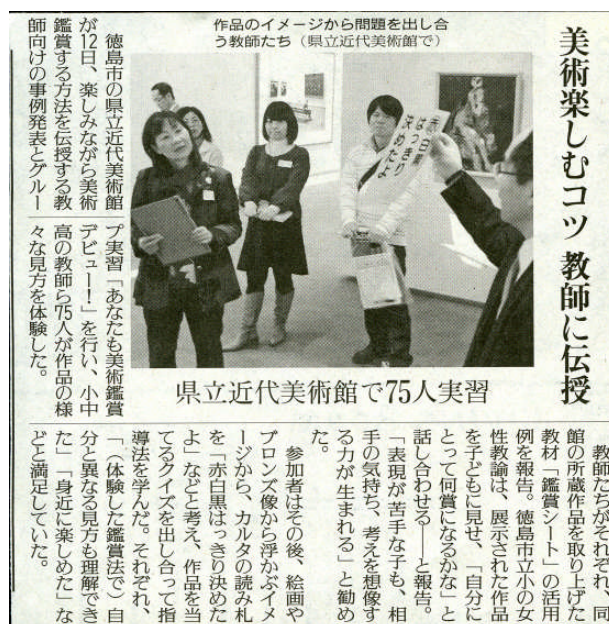 美術楽しむコツ 教師に伝授
県立近代美術館で75人実習
作品のイメージから問題を出し合
う教師たち（県立近代美術館で）
赤白黒
はっきり
きめたよ
徳島市の県立近代美術館
が12日、楽しみながら美術
鑑賞する方法を伝授する教
師向けの事例発表とグルー
プ実習「あなたも美術鑑賞
デビュー！」を行い、小中
高の教師ら75人が作品の様
々な見方を体験した。
教師たちがそれぞれ、同
館の所蔵作品を取り上げた
教材「鑑賞シート」の活用
例を報告。徳島市立小の女
性教諭は、展示された作品
を子どもに見せ、「自分に
とって何賞になるかな」と
話し合わせる――と報告。
「表現が苦手な子も、相
手の気持ち、考えを想像す
る力が生まれる」と勧め
た。
参加者はその後、絵画や
ブロンズ像から浮かぶイメ
ージから、カルタの読み札
を「赤白黒はっきり決めた
よ」などと考え、作品を当
てるクイズを出し合って指
導法を学んだ。それぞれ、
「（体験した鑑賞法で）自
分と異なる見方も理解でき
た」「身近に楽しめた」な
どと満足していた。